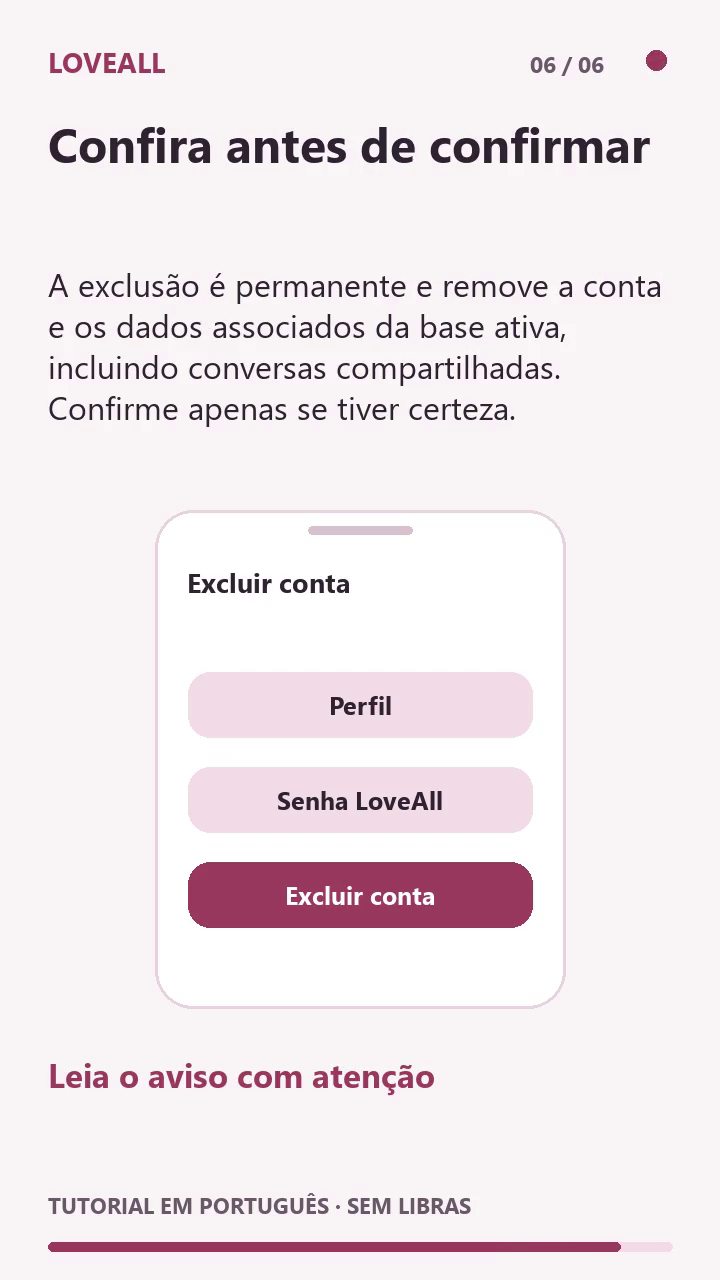 LOVEALL
06 / 06
Confira antes de confirmar
A exclusão é permanente e remove a conta
e os dados associados da base ativa,
incluindo conversas compartilhadas.
Confirme apenas se tiver certeza.
Excluir conta
Perfil
Senha LoveAll
Excluir conta
Leia o aviso com atenção
TUTORIAL EM PORTUGUÊS · SEM LIBRAS